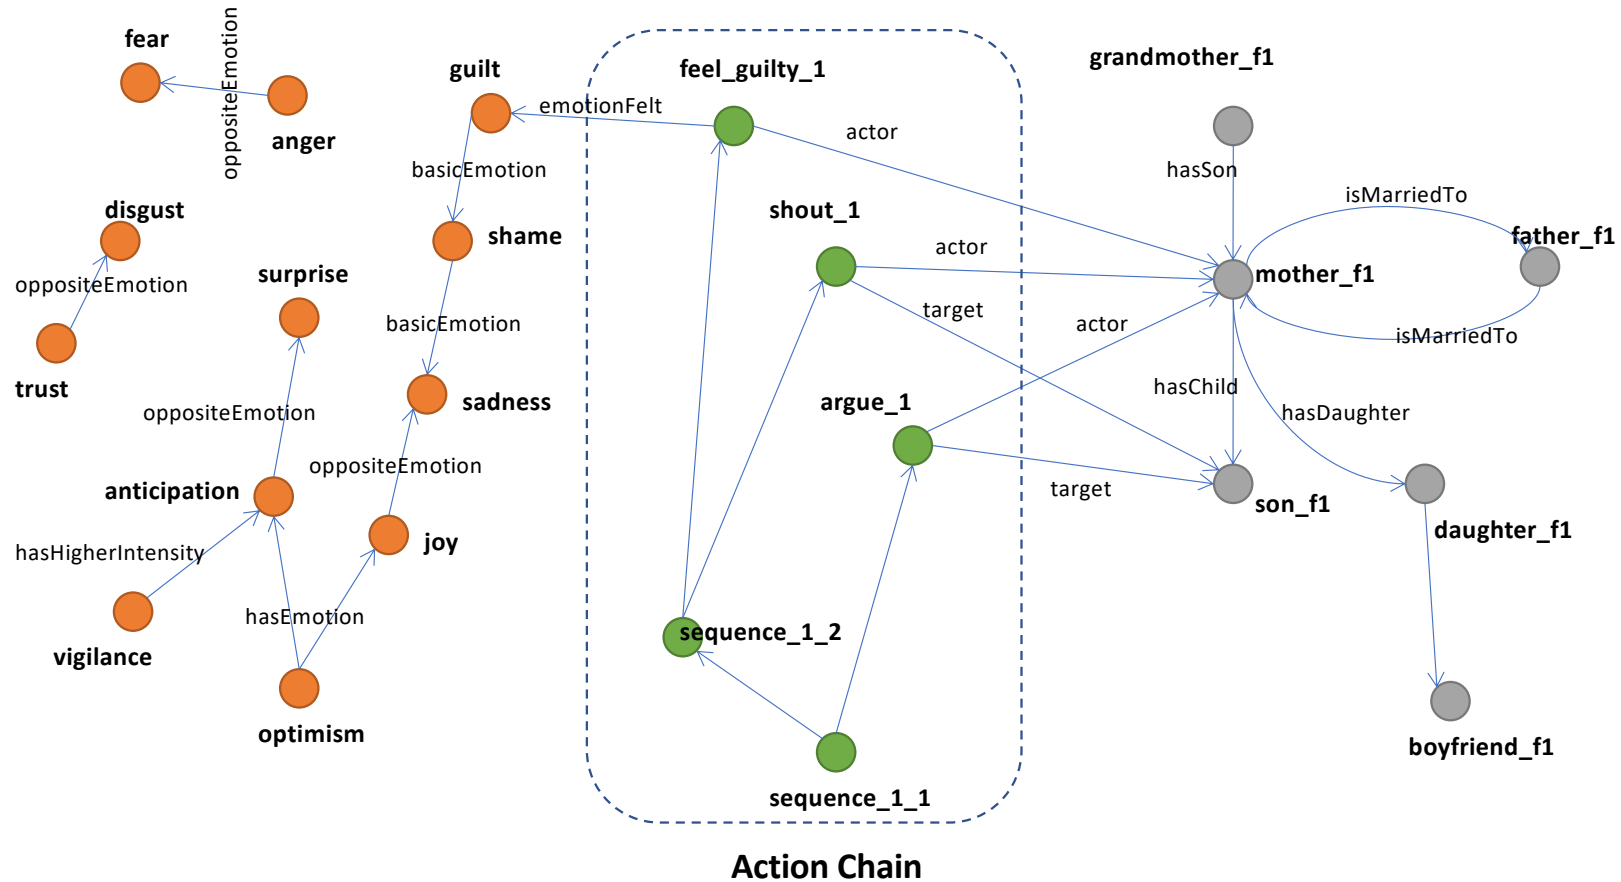 fear
oppositeEmotion
anger
guilt
emotionFelt
feel_guilty_1
actor
grandmother_f1
hasSon
isMarriedTo
basicEmotion
disgust
shame
shout_1
actor
father_f1
oppositeEmotion
surprise
mother_f1
target
actor
isMarriedTo
basicEmotion
trust
sadness
argue_1
hasChild
hasDaughter
oppositeEmotion
oppositeEmotion
anticipation
target
son_f1
daughter_f1
joy
hasHigherIntensity
hasEmotion
sequence_1_2
vigilance
optimism
boyfriend_f1
sequence_1_1
Action Chain